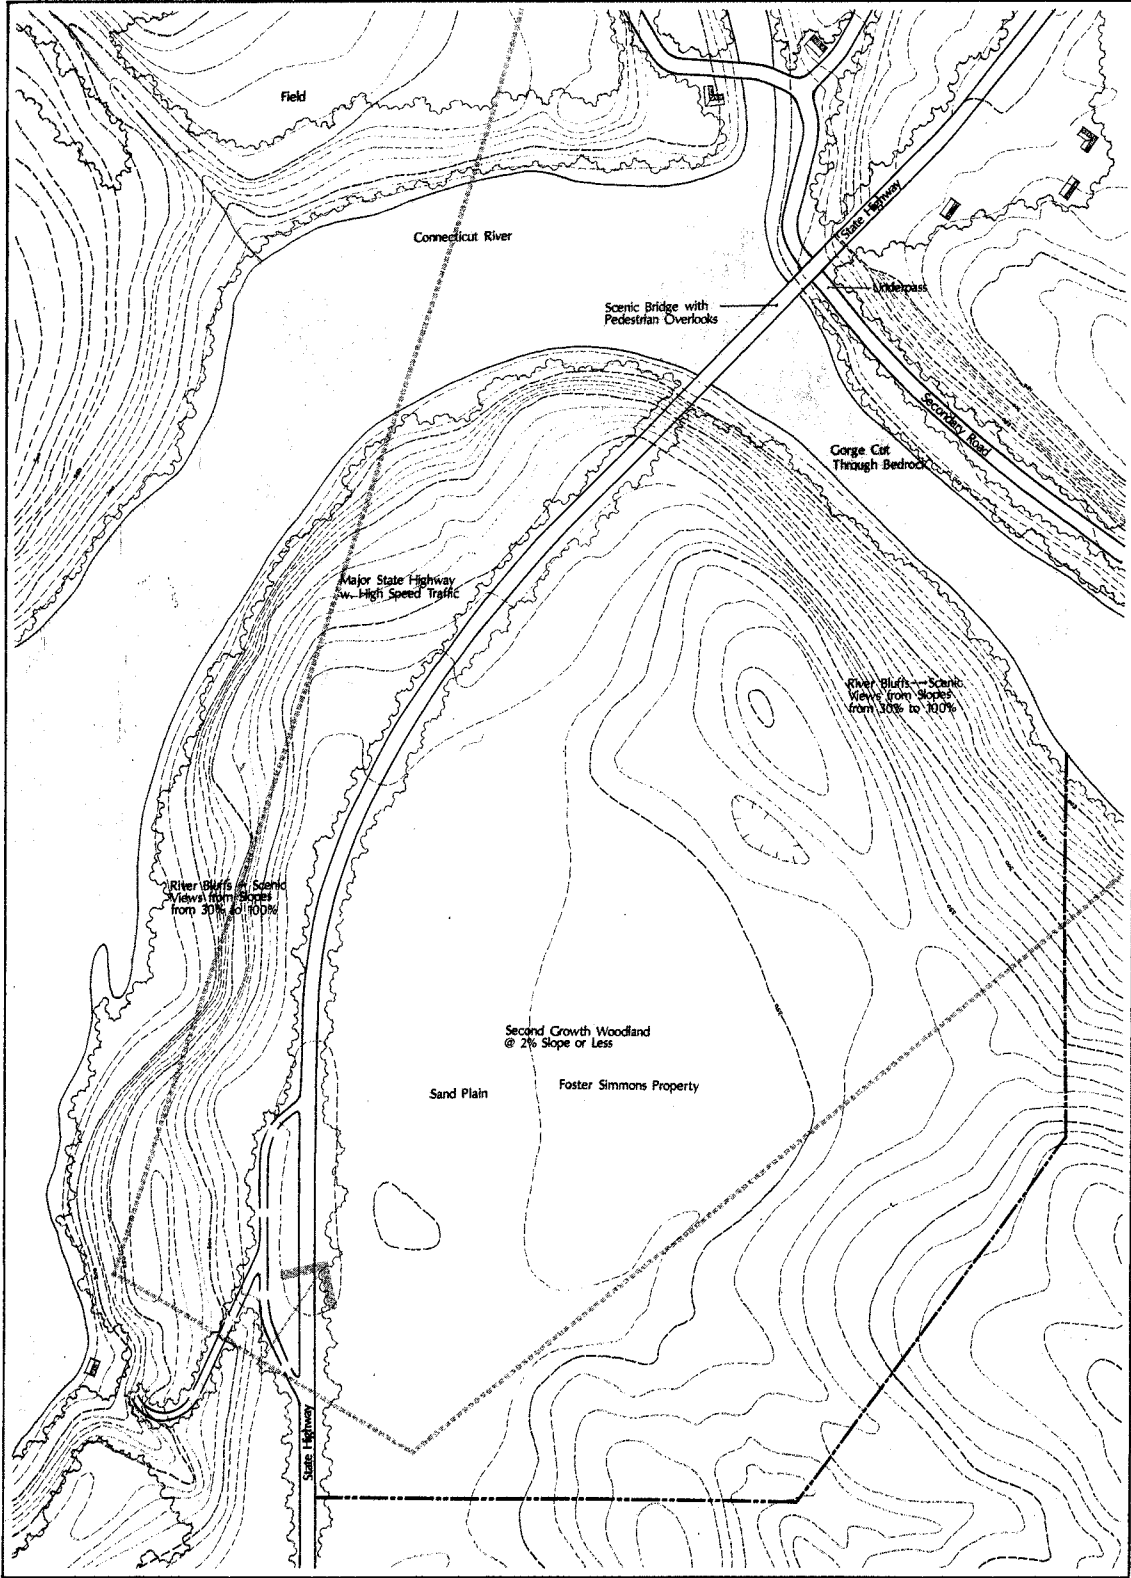 Field
Connecticut River
State Highway
Underpass
Scenic Bridge with
Pedestrian Overlooks
Secondary Road
Gorge Cut
Through Bedrock
Major State Highway
w. High Speed Traffic
River Bluffs — Scenic
Views from Slopes
from 30% to 100%
River Bluffs — Scenic
Views from Slopes
from 30% to 100%
Second Growth Woodland
@ 2% Slope or Less
Sand Plain
Foster Simmons Property
State Highway